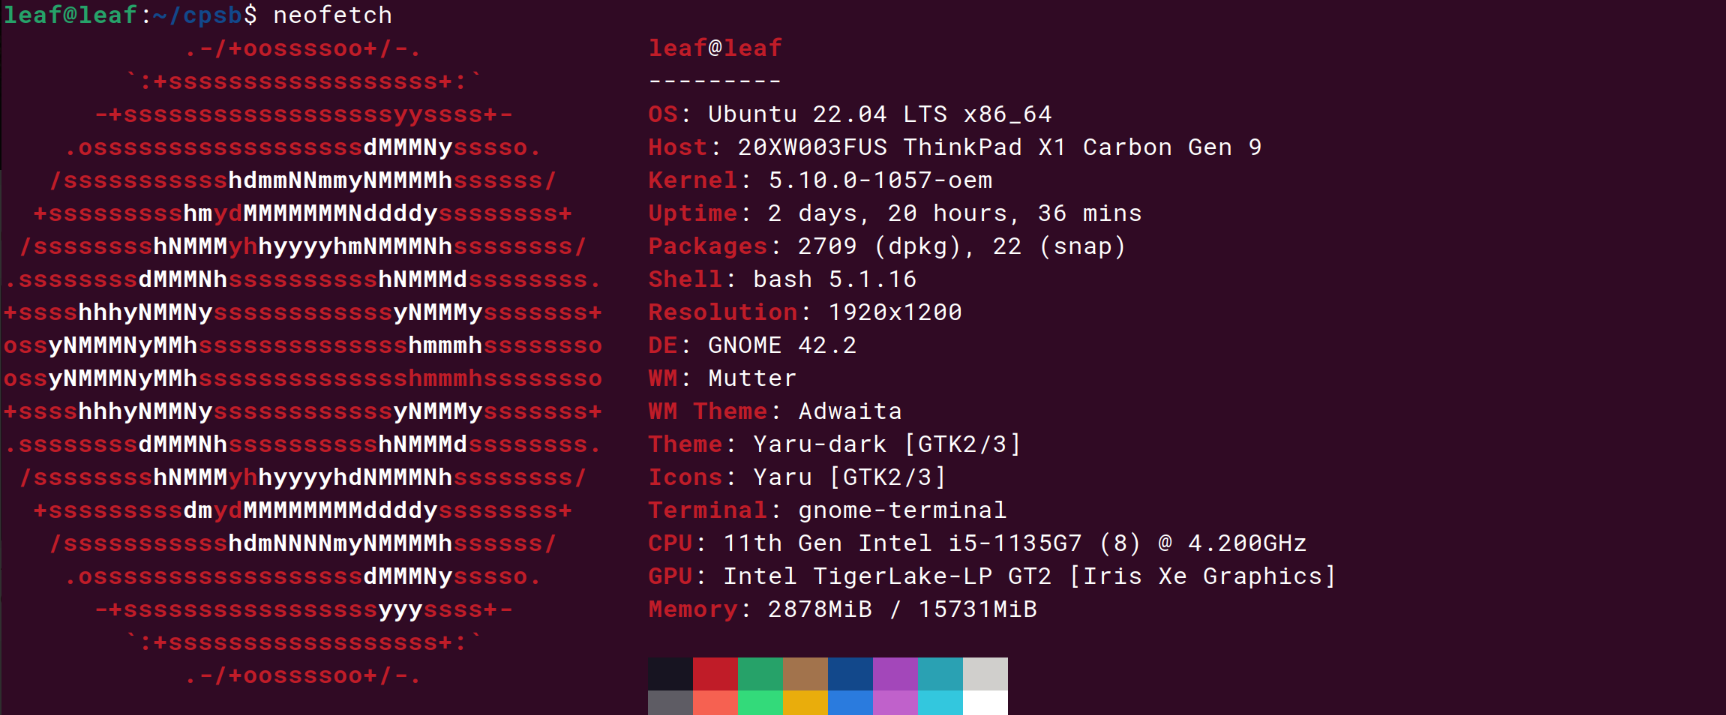 leaf@leaf:~/cpsb$ neofetch
            .-/+oossssoo+/-.               leaf@leaf
        `:+ssssssssssssssssss+:`           ---------
      -+ssssssssssssssssssyyssss+-         OS: Ubuntu 22.04 LTS x86_64
    .ossssssssssssssssssdMMMNysssso.       Host: 20XW003FUS ThinkPad X1 Carbon Gen 9
   /ssssssssssshdmmNNmmyNMMMMhssssss/      Kernel: 5.10.0-1057-oem
  +ssssssssshmydMMMMMMMNddddyssssssss+     Uptime: 2 days, 20 hours, 36 mins
 /sssssssshNMMMyhhyyyyhmNMMMNhssssssss/    Packages: 2709 (dpkg), 22 (snap)
.ssssssssdMMMNhsssssssssshNMMMdssssssss.   Shell: bash 5.1.16
+sssshhhyNMMNyssssssssssssyNMMMysssssss+   Resolution: 1920x1200
ossyNMMMNyMMhsssssssssssssshmmmhssssssso   DE: GNOME 42.2
ossyNMMMNyMMhsssssssssssssshmmmhssssssso   WM: Mutter
+sssshhhyNMMNyssssssssssssyNMMMysssssss+   WM Theme: Adwaita
.ssssssssdMMMNhsssssssssshNMMMdssssssss.   Theme: Yaru-dark [GTK2/3]
 /sssssssshNMMMyhhyyyyhdNMMMNhssssssss/    Icons: Yaru [GTK2/3]
  +sssssssssdmydMMMMMMMMddddyssssssss+     Terminal: gnome-terminal
   /ssssssssssshdmNNNNmyNMMMMhssssss/      CPU: 11th Gen Intel i5-1135G7 (8) @ 4.200GHz
    .ossssssssssssssssssdMMMNysssso.       GPU: Intel TigerLake-LP GT2 [Iris Xe Graphics]
      -+sssssssssssssssssyyyssss+-         Memory: 2878MiB / 15731MiB
        `:+ssssssssssssssssss+:`
            .-/+oossssoo+/-.